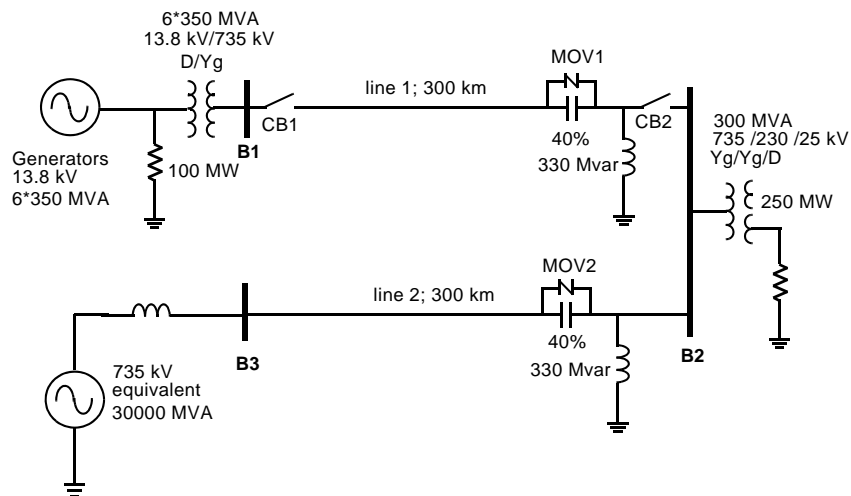 6*350 MVA
13.8 kV/735 kV
D/Yg
MOV1
line 1; 300 km
CB1
CB2
B1
40%
330 Mvar
300 MVA
735 /230 /25 kV
Yg/Yg/D
250 MW
Generators
13.8 kV
6*350 MVA
100 MW
MOV2
line 2; 300 km
B3
40%
330 Mvar
B2
735 kV
equivalent
30000 MVA